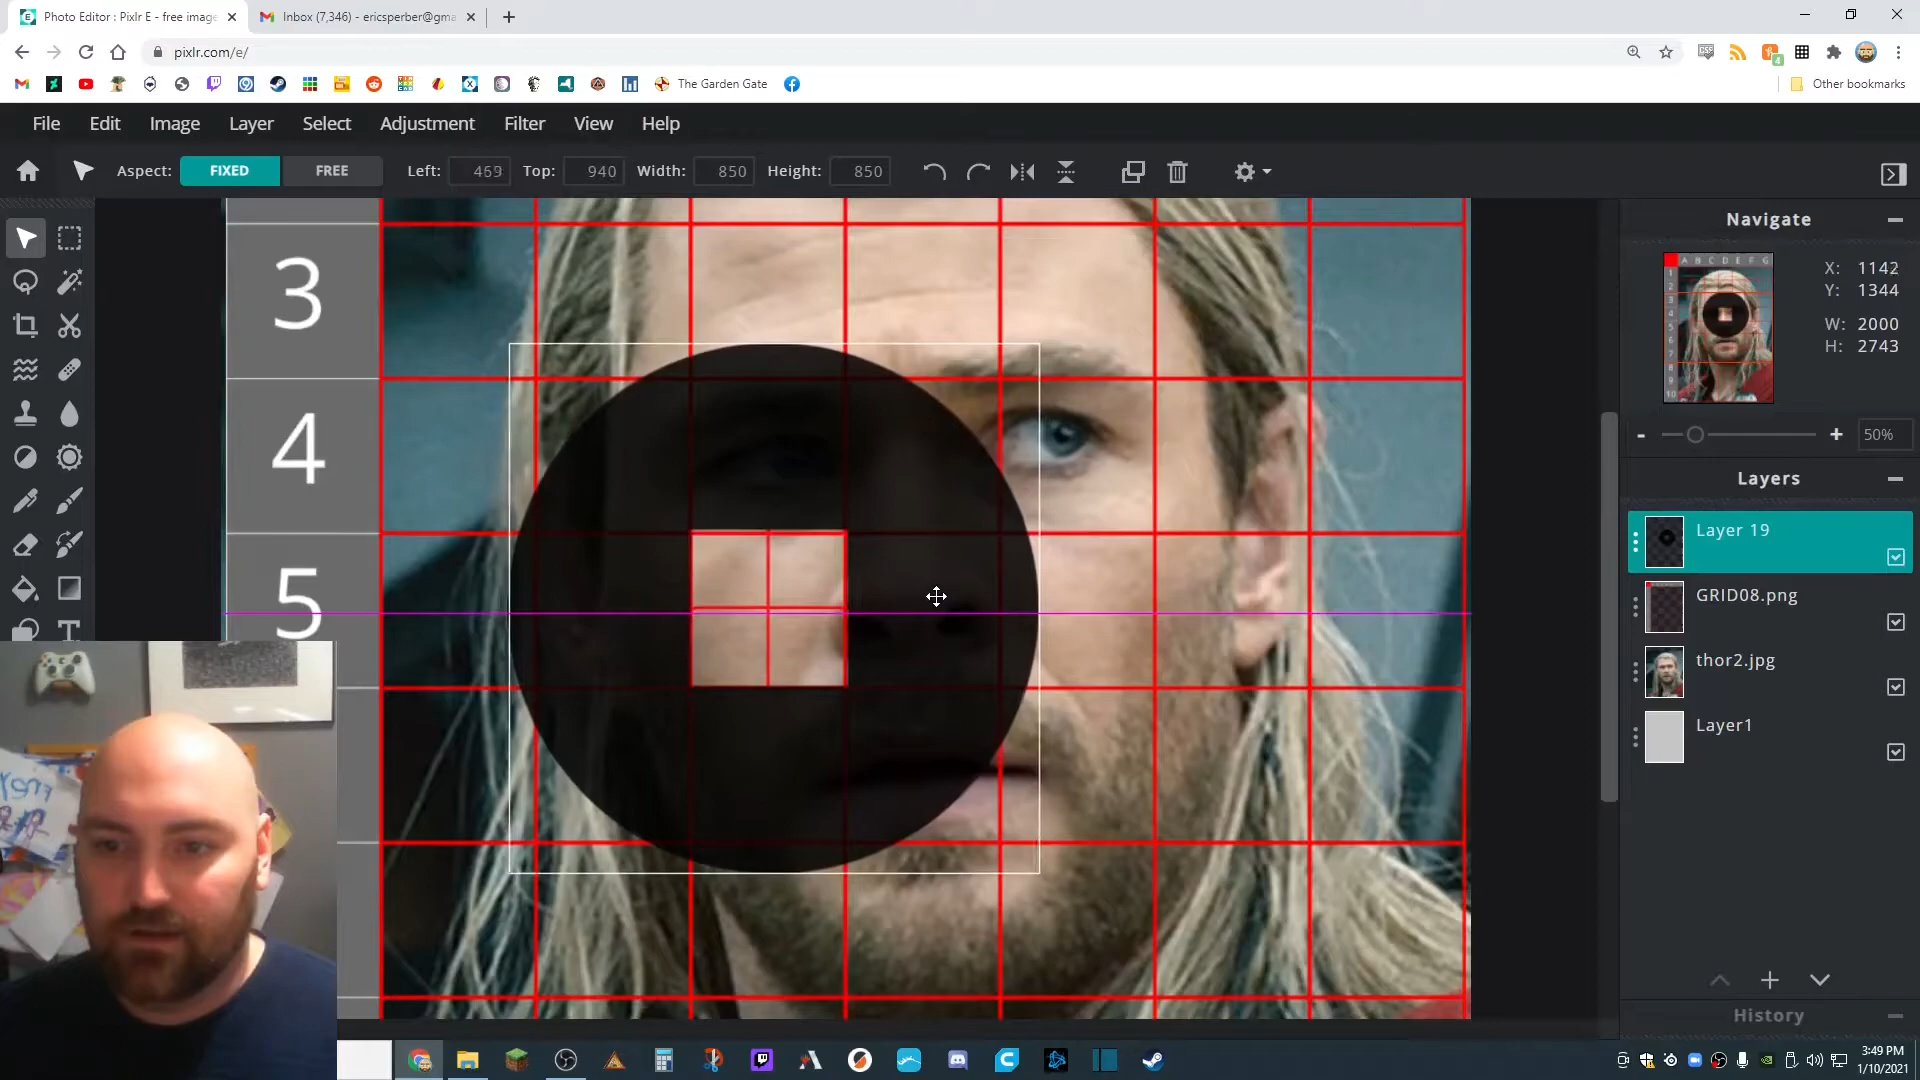 Photo Editor : Pixlr E - free image
Inbox (7,346) - ericsperber@gma
pixlr.com/e/
The Garden Gate
Other bookmarks
File Edit Image Layer Select Adjustment Filter View Help
Aspect: FIXED FREE Left: 469 Top: 940 Width: 850 Height: 850
Navigate
X: 1142
Y: 1344
W: 2000
H: 2743
- + 50%
Layers
Layer 19
GRID08.png
thor2.jpg
Layer1
History
3
4
5
3:49 PM
1/10/2021